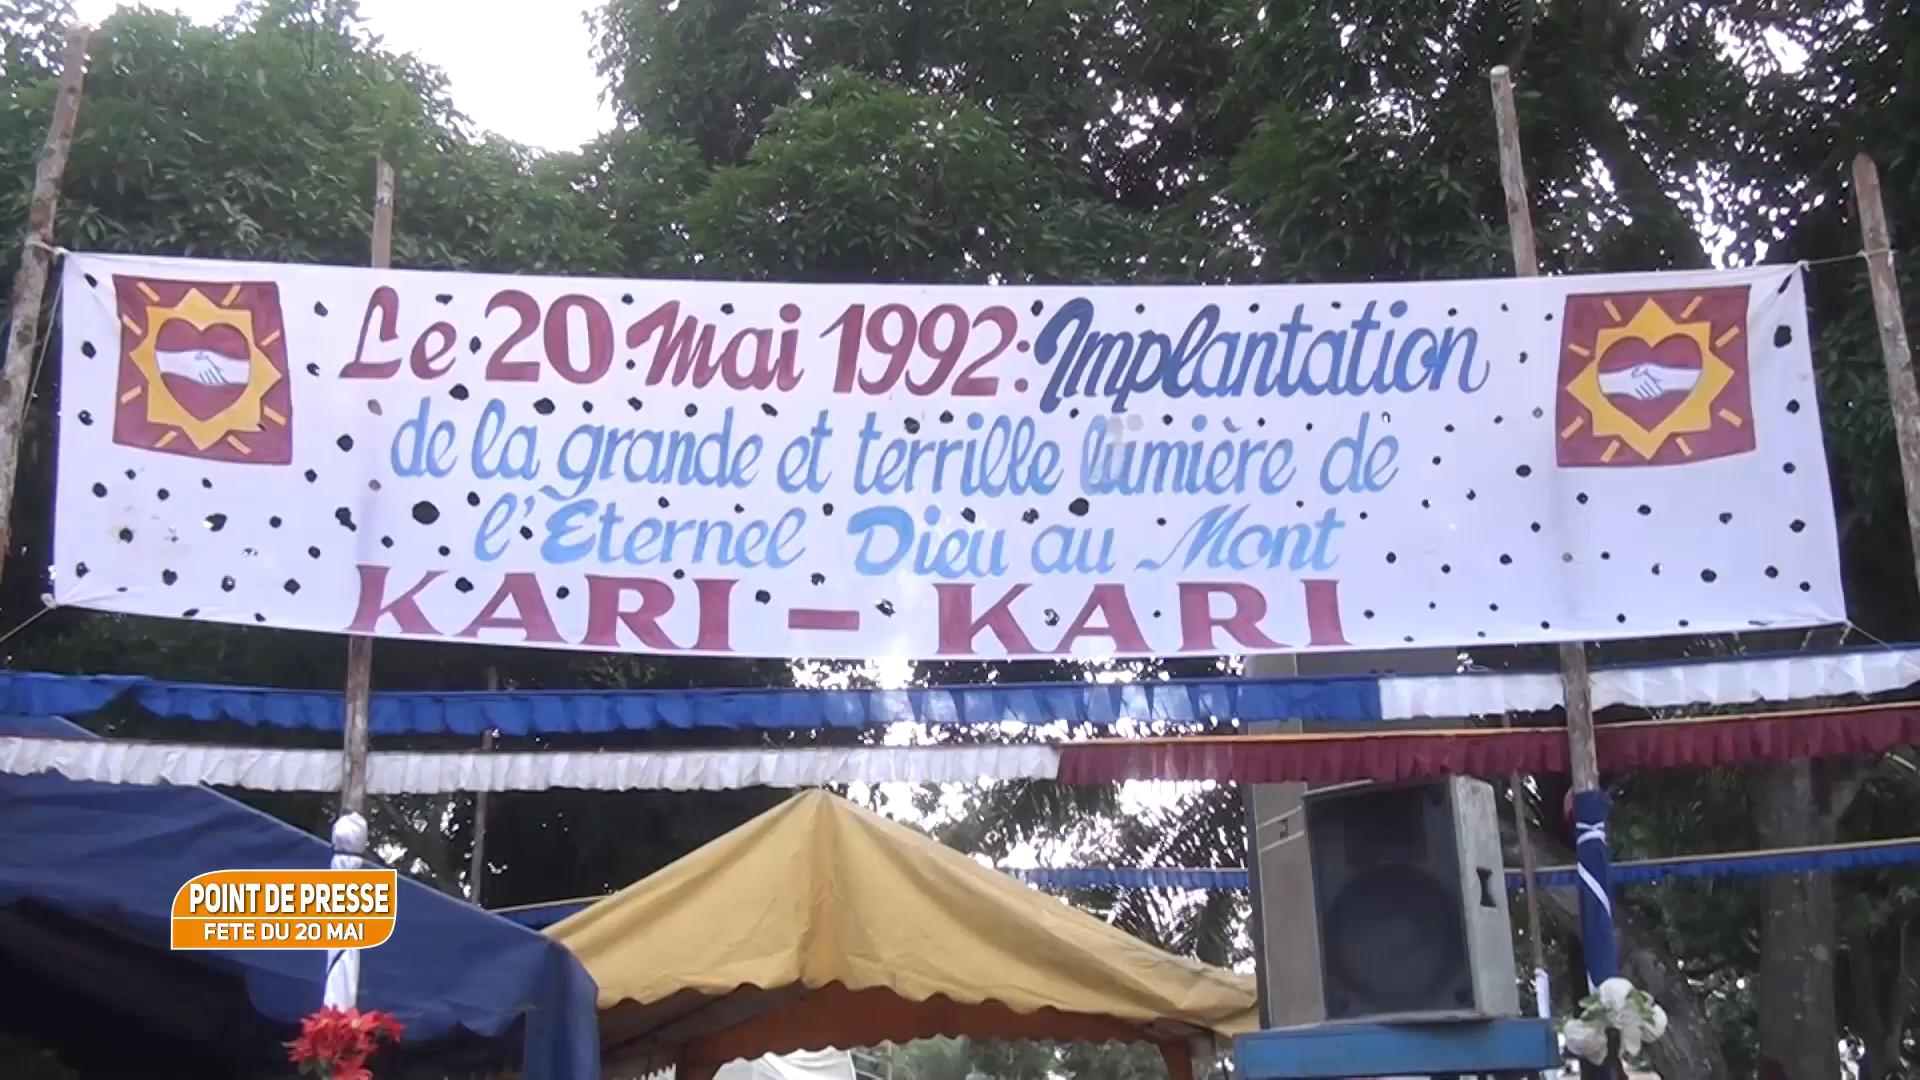 Le 20 Mai 1992: Implantation
de la grande et terrille lumière de
l'Èternel Dieu au Mont
KARI - KARI
POINT DE PRESSE
FETE DU 20 MAI